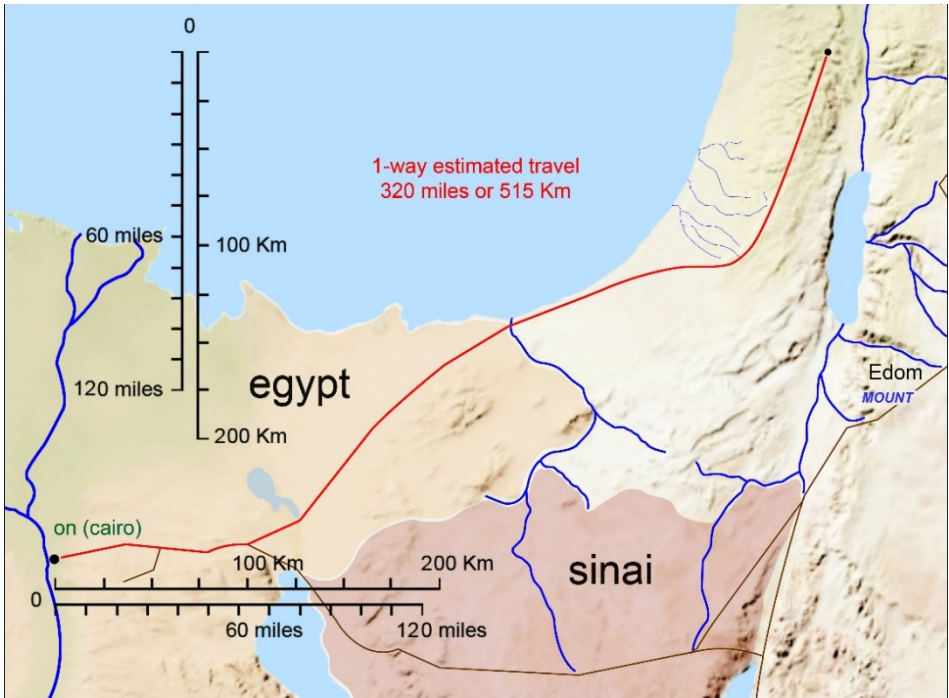 0
1-way estimated travel
320 miles or 515 Km
60 miles
100 Km
egypt
120 miles
200 Km
Edom
MOUNT
on (cairo)
100 Km
200 Km
sinai
0
60 miles
120 miles